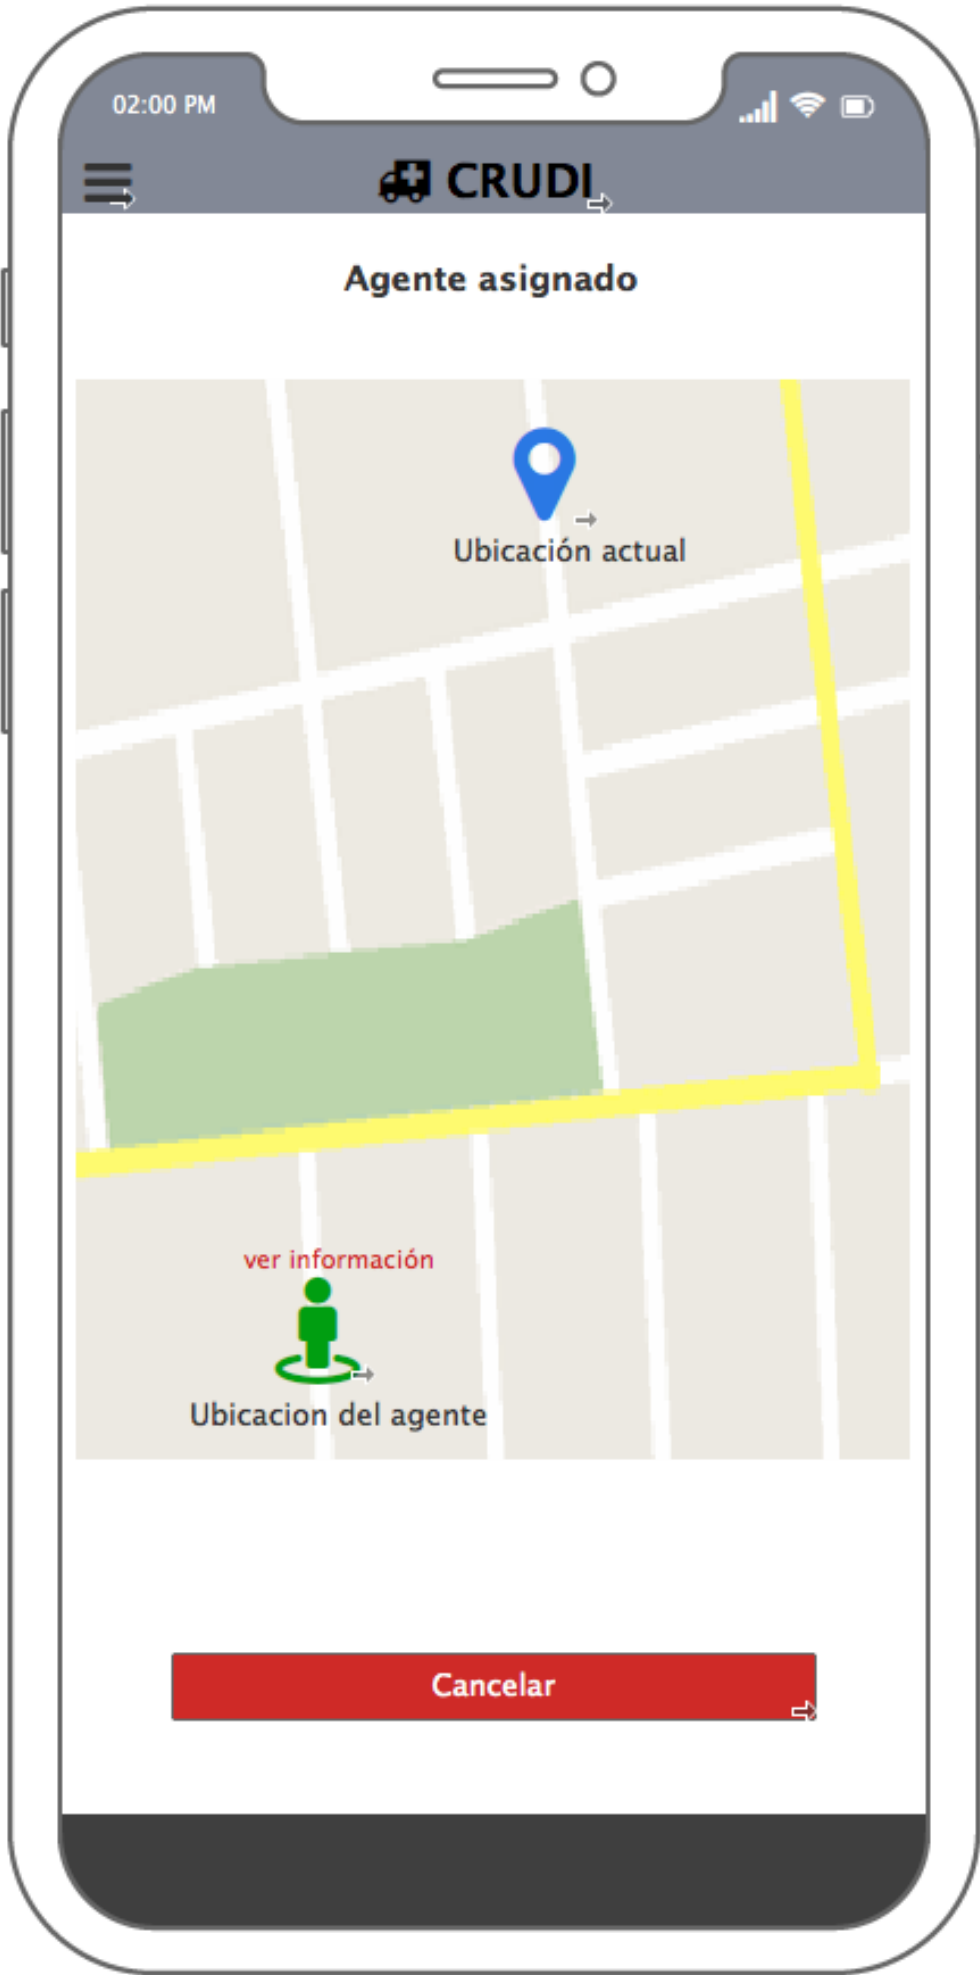 02:00 PM
CRUDI
Agente asignado
Ubicación actual
ver información
Ubicacion del agente
Cancelar